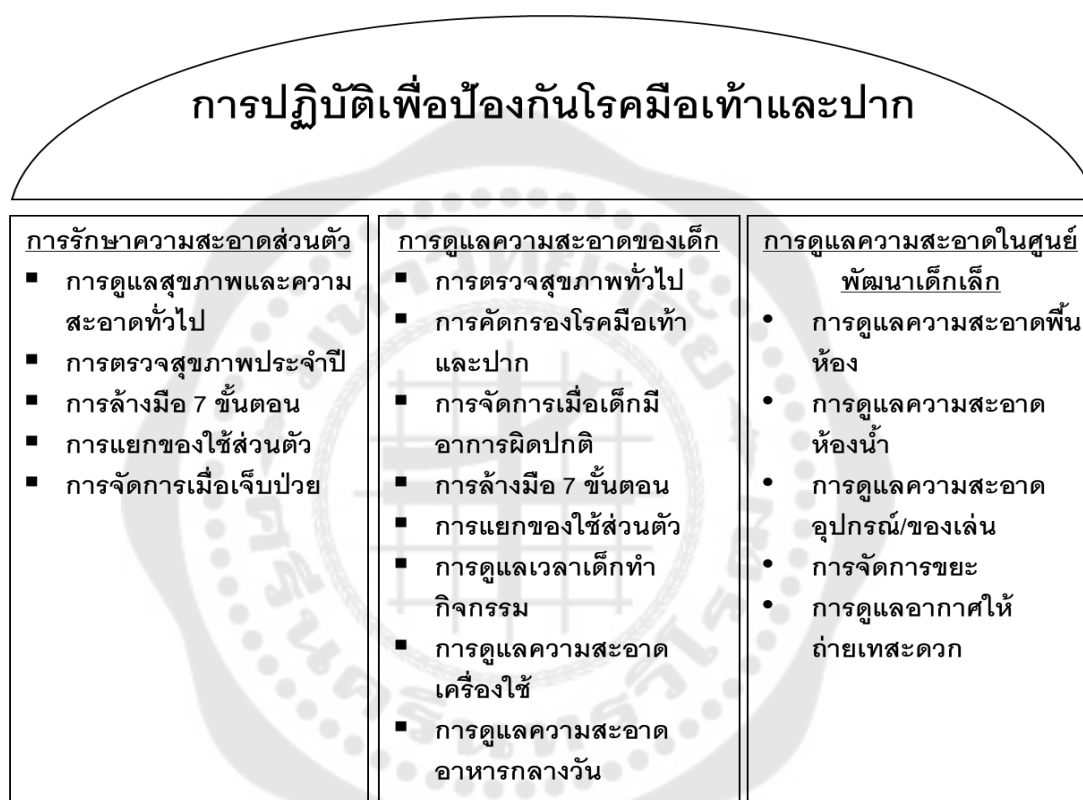 การปฏิบัติเพื่อป้องกันโรคมือเท้าและปาก
การรักษาความสะอาดส่วนตัว
▪ การดูแลสุขภาพและความ
สะอาดทั่วไป
▪ การตรวจสุขภาพประจำปี
▪ การล้างมือ 7 ขั้นตอน
▪ การแยกของใช้ส่วนตัว
▪ การจัดการเมื่อเจ็บป่วย
การดูแลความสะอาดของเด็ก
▪ การตรวจสุขภาพทั่วไป
▪ การคัดกรองโรคมือเท้า
และปาก
▪ การจัดการเมื่อเด็กมี
อาการผิดปกติ
▪ การล้างมือ 7 ขั้นตอน
▪ การแยกของใช้ส่วนตัว
▪ การดูแลเวลาเด็กทำ
กิจกรรม
▪ การดูแลความสะอาด
เครื่องใช้
▪ การดูแลความสะอาด
อาหารกลางวัน
การดูแลความสะอาดในศูนย์
พัฒนาเด็กเล็ก
• การดูแลความสะอาดพื้น
ห้อง
• การดูแลความสะอาด
ห้องน้ำ
• การดูแลความสะอาด
อุปกรณ์/ของเล่น
• การจัดการขยะ
• การดูแลอากาศให้
ถ่ายเทสะดวก
มหาวิทยาลัย
ศรีนครินทรวิโรฒ